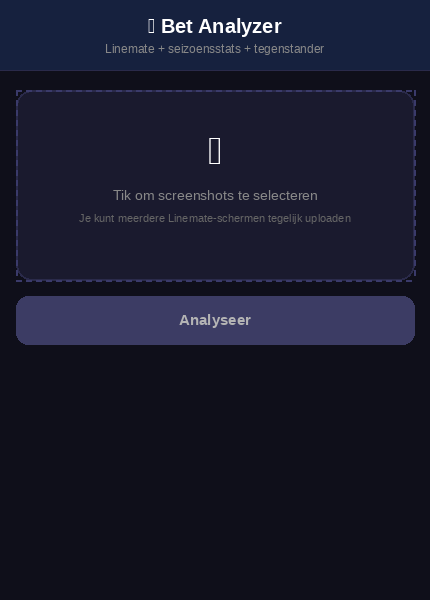 Bet Analyzer
Linemate + seizoensstats + tegenstander
Tik om screenshots te selecteren
Je kunt meerdere Linemate-schermen tegelijk uploaden
Analyseer